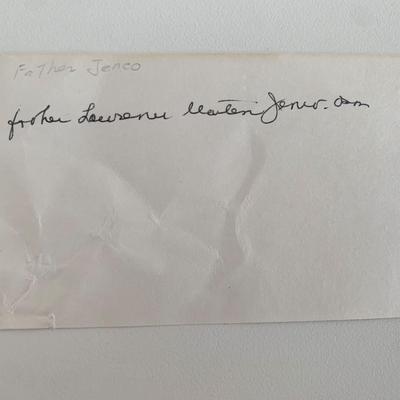 Father Jenco
Father Lawrence Martin Jenco. osm